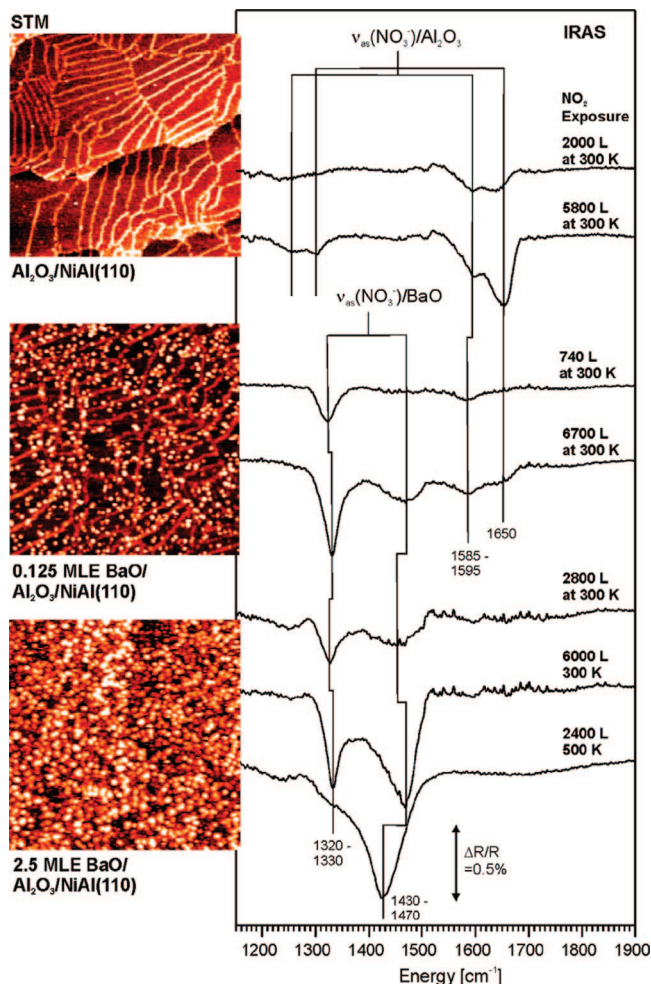 STM
IRAS
νas(NO3-)/Al2O3
NO2
Exposure
2000 L
at 300 K
5800 L
at 300 K
Al2O3/NiAl(110)
νas(NO3-)/BaO
740 L
at 300 K
6700 L
at 300 K
1650
1585 -
1595
0.125 MLE BaO/
Al2O3/NiAl(110)
2800 L
at 300 K
6000 L
300 K
2400 L
500 K
1320 -
1330
ΔR/R
=0.5%
2.5 MLE BaO/
Al2O3/NiAl(110)
1430 -
1470
1200 1300 1400 1500 1600 1700 1800 1900
Energy [cm-1]